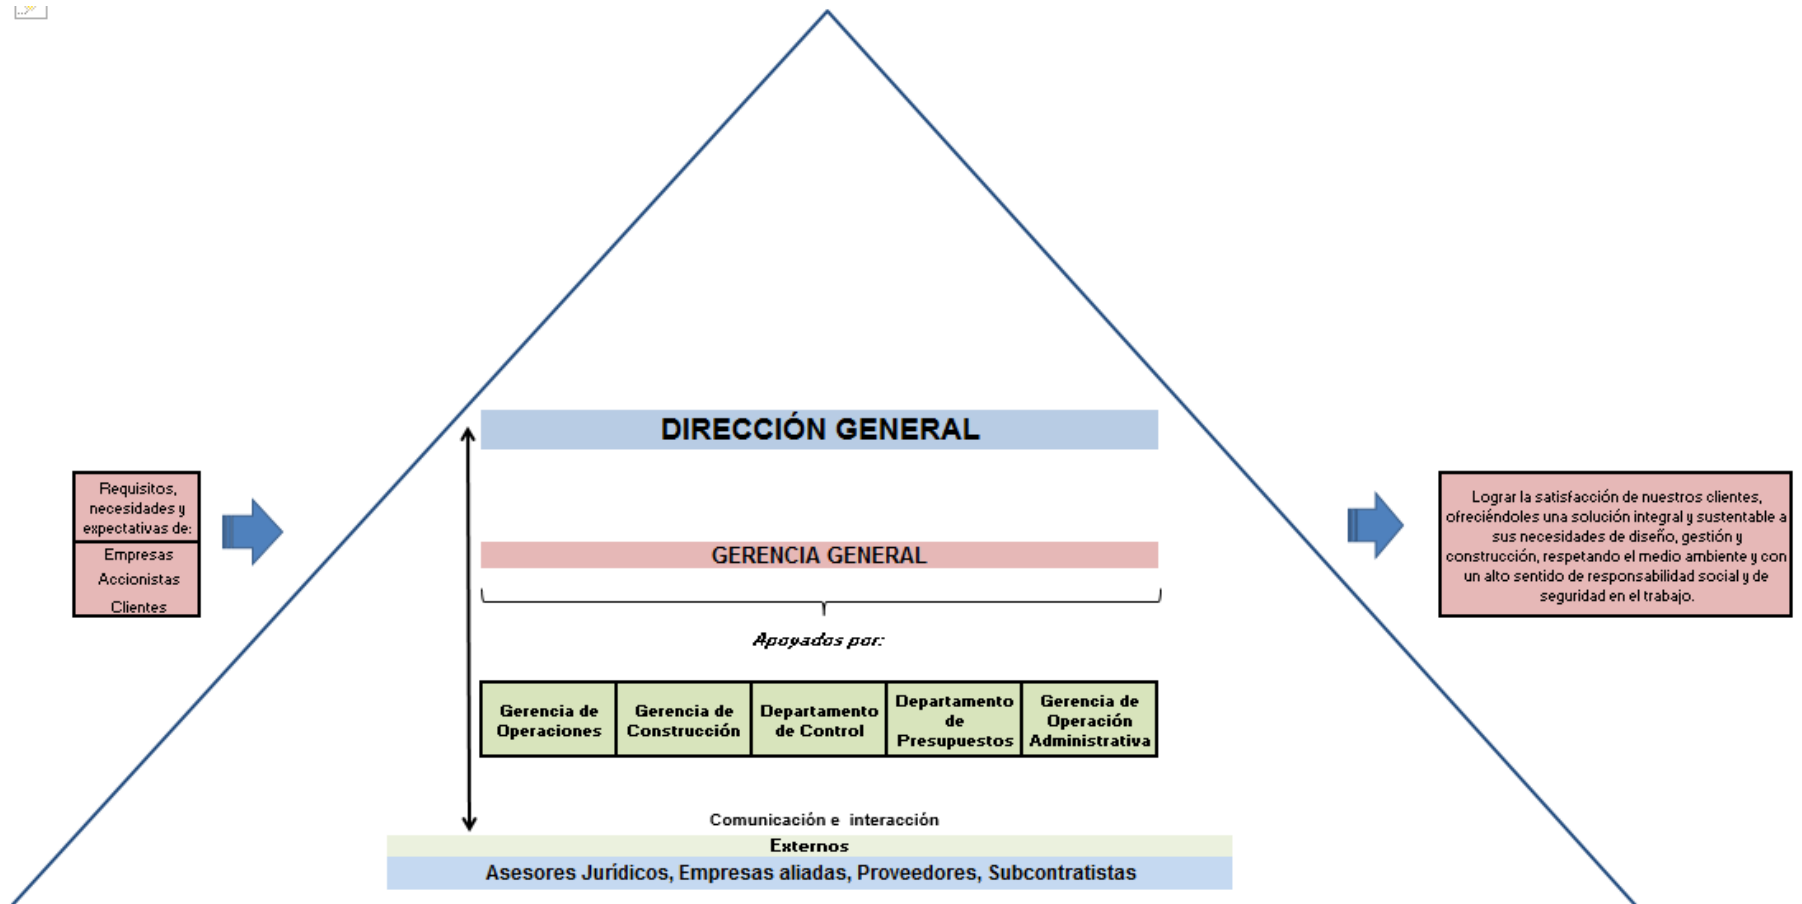 DIRECCIÓN GENERAL
Requisitos,
necesidades y
expectativas de:
Empresas
Accionistas
Clientes
GERENCIA GENERAL
Apoyados por:
Gerencia de
Operaciones
Gerencia de
Construcción
Departamento
de Control
Departamento
de
Presupuestos
Gerencia de
Operación
Administrativa
Lograr la satisfacción de nuestros clientes,
ofreciéndoles una solución integral y sustentable a
sus necesidades de diseño, gestión y
construcción, respetando el medio ambiente y con
un alto sentido de responsabilidad social y de
seguridad en el trabajo.
Comunicación e interacción
Externos
Asesores Jurídicos, Empresas aliadas, Proveedores, Subcontratistas